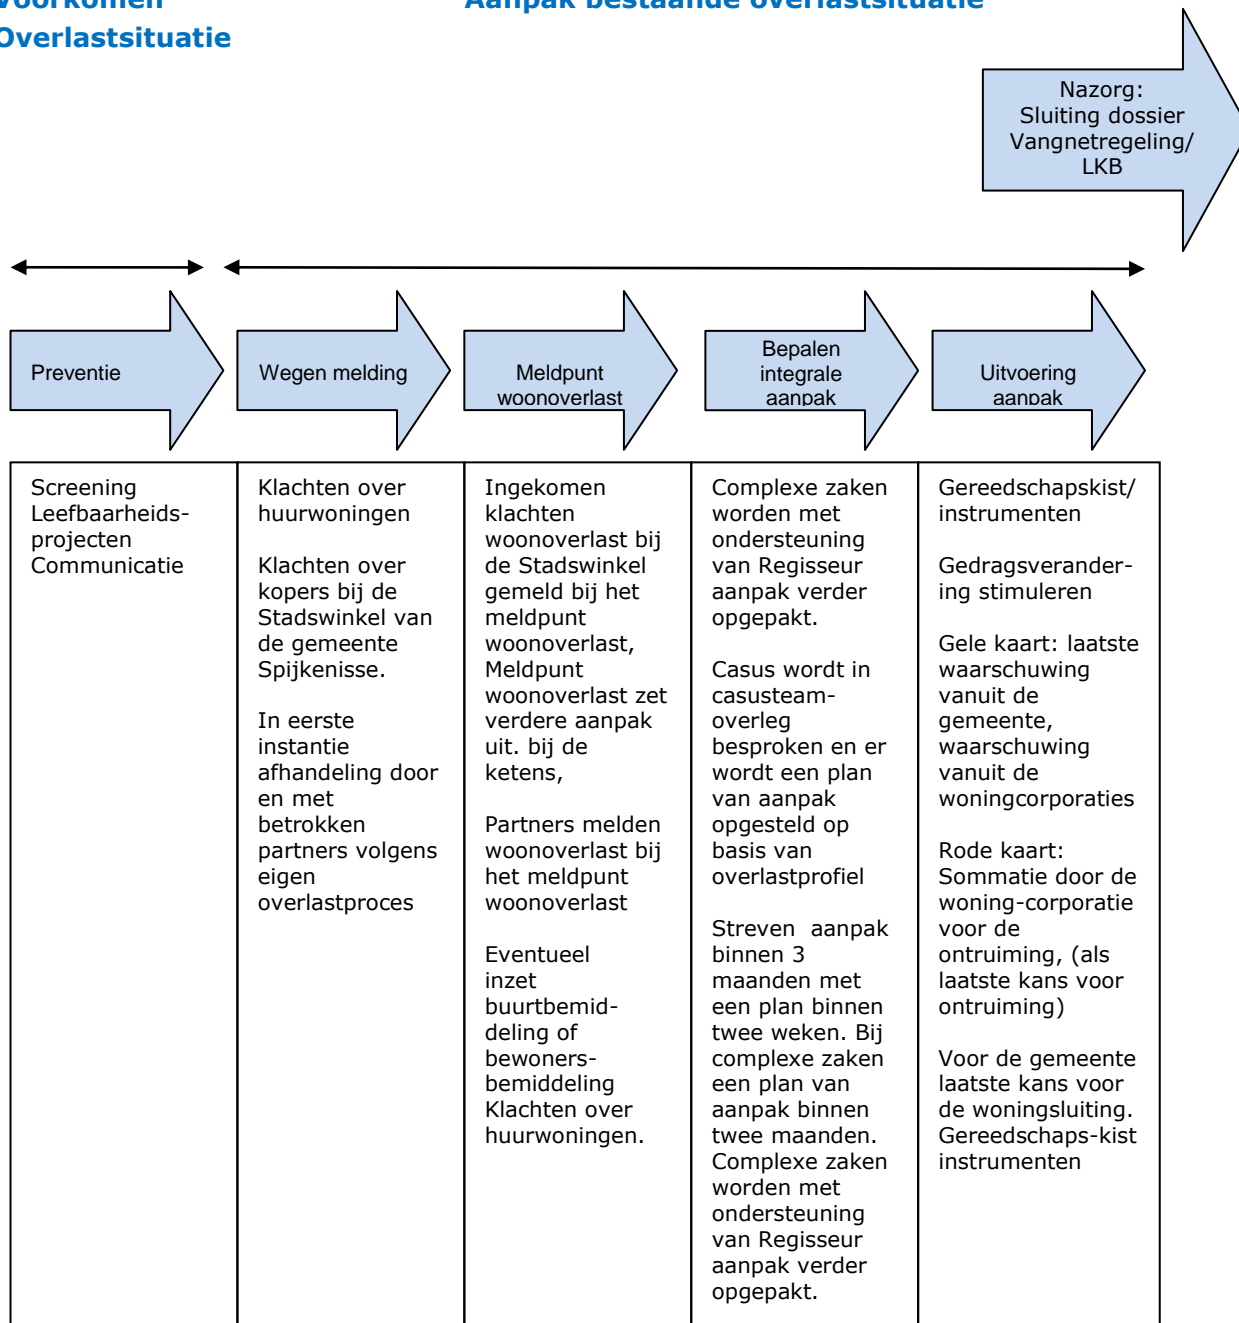 Voorkomen
Overlastsituatie
Aanpak bestaande overlastsituatie
Nazorg:
Sluiting dossier
Vangnetregeling/
LKB
Preventie
Wegen melding
Meldpunt
woonoverlast
Bepalen
integrale
aanpak
Uitvoering
aanpak
Screening
Leefbaarheids-
projecten
Communicatie
Klachten over
huurwoningen
Klachten over
kopers bij de
Stadswinkel van
de gemeente
Spijkenisse.
In eerste
instantie
afhandeling door
en met
betrokken
partners volgens
eigen
overlastproces
Ingekomen
klachten
woonoverlast bij
de Stadswinkel
gemeld bij het
meldpunt
woonoverlast,
Meldpunt
woonoverlast zet
verdere aanpak
uit. bij de
ketens,
Partners melden
woonoverlast bij
het meldpunt
woonoverlast
Eventueel
inzet
buurtbemid-
deling of
bewoners-
bemiddeling
Klachten over
huurwoningen.
Complexe zaken
worden met
ondersteuning
van Regisseur
aanpak verder
opgepakt.
Casus wordt in
casusteam-
overleg
besproken en er
wordt een plan
van aanpak
opgesteld op
basis van
overlastprofiel
Streven  aanpak
binnen 3
maanden met
een plan binnen
twee weken. Bij
complexe zaken
een plan van
aanpak binnen
twee maanden.
Complexe zaken
worden met
ondersteuning
van Regisseur
aanpak verder
opgepakt.
Gereedschapskist/
instrumenten
Gedragsverander-
ing stimuleren
Gele kaart: laatste
waarschuwing
vanuit de
gemeente,
waarschuwing
vanuit de
woningcorporaties
Rode kaart:
Sommatie door de
woning-corporatie
voor de
ontruiming, (als
laatste kans voor
ontruiming)
Voor de gemeente
laatste kans voor
de woningsluiting.
Gereedschaps-kist
instrumenten